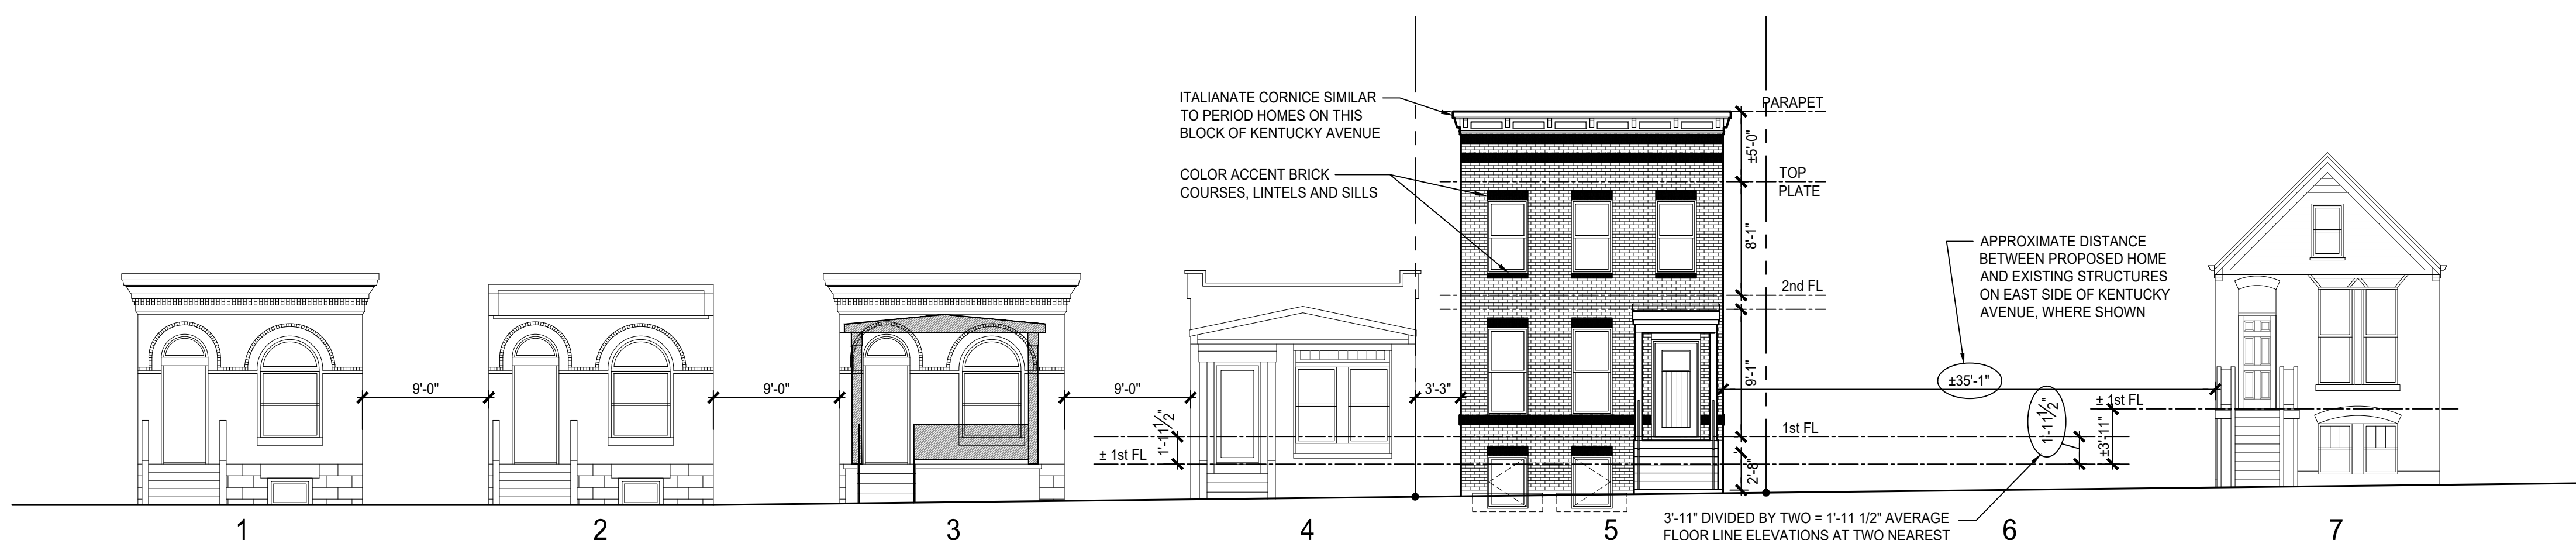 ITALIANATE CORNICE SIMILAR
TO PERIOD HOMES ON THIS
BLOCK OF KENTUCKY AVENUE
COLOR ACCENT BRICK
COURSES, LINTELS AND SILLS
PARAPET
±5'-0"
TOP
PLATE
8'-1"
2nd FL
9'-1"
1st FL
2'-8"
APPROXIMATE DISTANCE
BETWEEN PROPOSED HOME
AND EXISTING STRUCTURES
ON EAST SIDE OF KENTUCKY
AVENUE, WHERE SHOWN
±35'-1"
9'-0"
9'-0"
9'-0"
3'-3"
1'-11 1/2"
± 1st FL
1-11 1/2"
± 1st FL
±3'-11"
3'-11" DIVIDED BY TWO = 1'-11 1/2" AVERAGE
FLOOR LINE ELEVATIONS AT TWO NEAREST
1
2
3
4
5
6
7